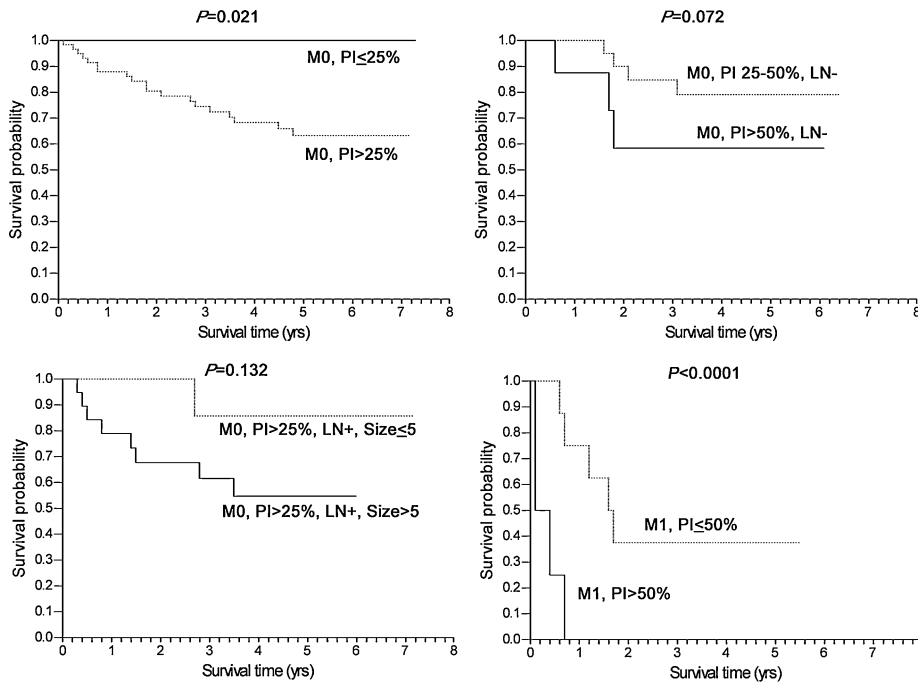 P=0.021
1.0
0.9
0.8
0.7
0.6
0.5
0.4
0.3
0.2
0.1
0.0
Survival probability
M0, PI≤25%
M0, PI>25%
0 1 2 3 4 5 6 7 8
Survival time (yrs)
P=0.072
1.0
0.9
0.8
0.7
0.6
0.5
0.4
0.3
0.2
0.1
0.0
Survival probability
M0, PI 25-50%, LN-
M0, PI>50%, LN-
0 1 2 3 4 5 6 7 8
Survival time (yrs)
P=0.132
1.0
0.9
0.8
0.7
0.6
0.5
0.4
0.3
0.2
0.1
0.0
Survival probability
M0, PI>25%, LN+, Size≤5
M0, PI>25%, LN+, Size>5
0 1 2 3 4 5 6 7 8
Survival time (yrs)
P<0.0001
1.0
0.9
0.8
0.7
0.6
0.5
0.4
0.3
0.2
0.1
0.0
Survival probability
M1, PI≤50%
M1, PI>50%
0 1 2 3 4 5 6 7
Survival time (yrs)